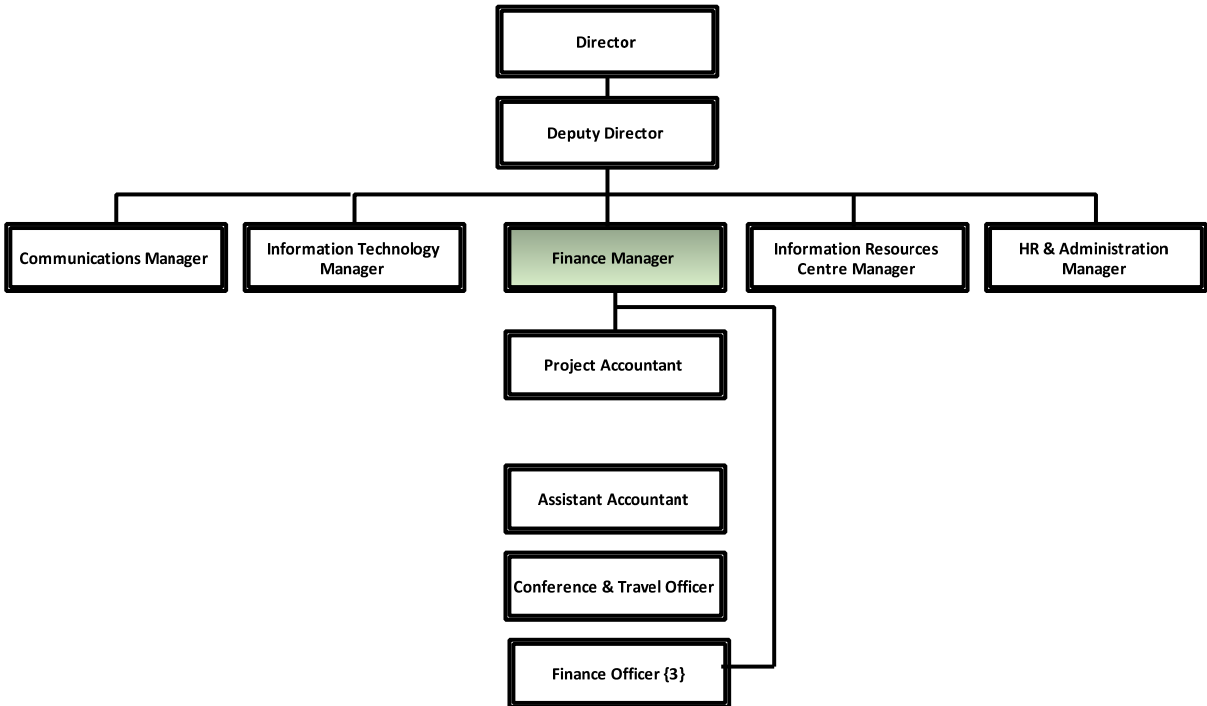 Director
Deputy Director
Communications Manager
Information Technology
Manager
Finance Manager
Information Resources
Centre Manager
HR & Administration
Manager
Project Accountant
Assistant Accountant
Conference & Travel Officer
Finance Officer {3}